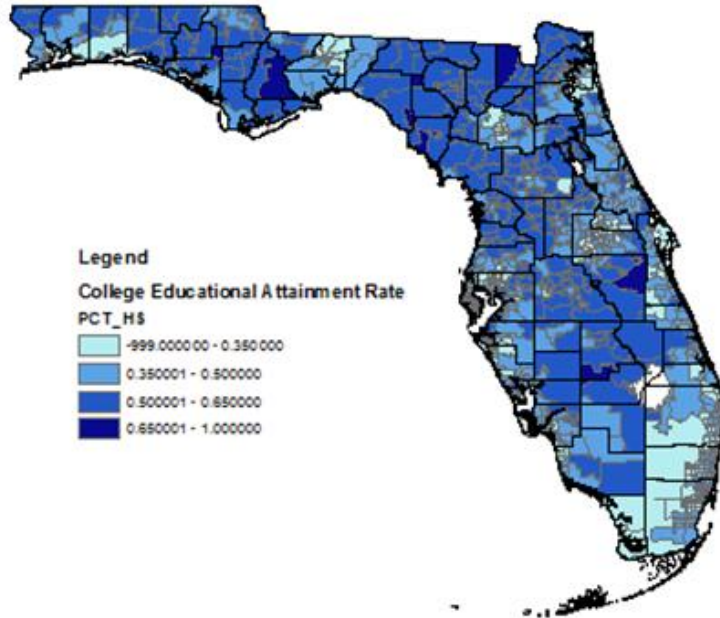 Legend
College Educational Attainment Rate
PCT_HS
-999.000000 - 0.350000
0.350001 - 0.500000
0.500001 - 0.650000
0.650001 - 1.000000